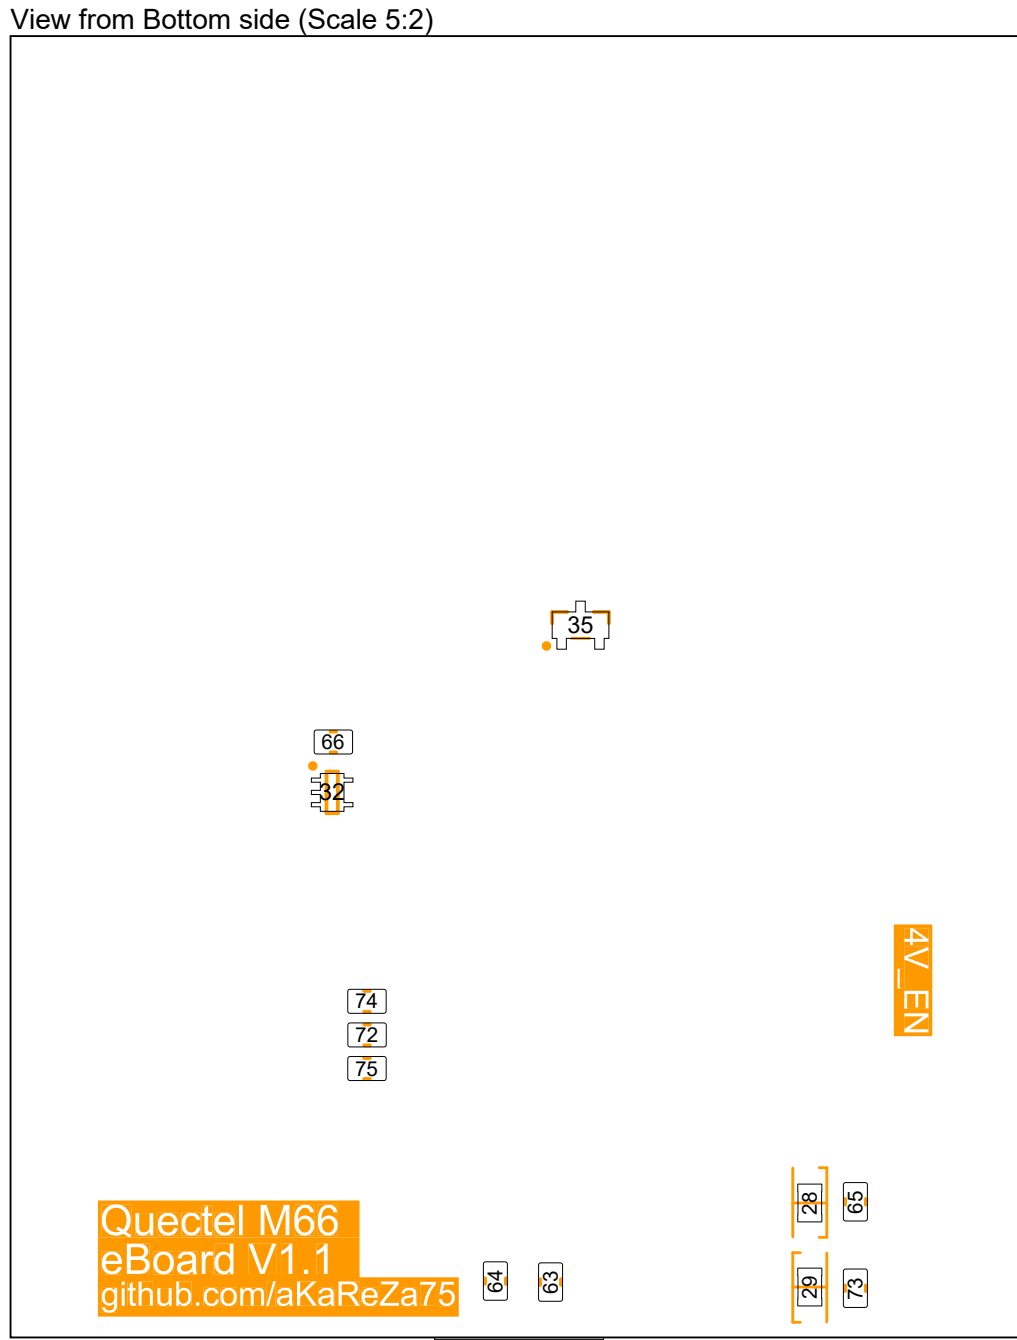 View from Bottom side (Scale 5:2)
35
66
32
4V_EN
74
72
75
28
65
Quectel M66
eBoard V1.1
github.com/aKaReZa75
64
63
29
73